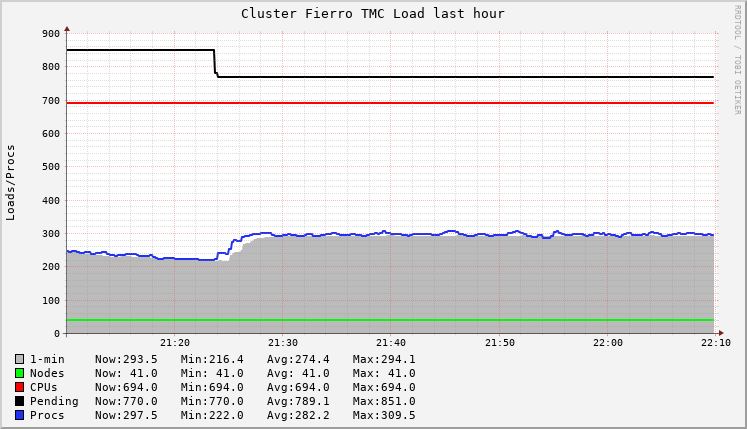 Cluster Fierro TMC Load last hour
RRDTOOL / TOBI OETIKER
Loads/Procs
900
800
700
600
500
400
300
200
100
0
21:20 21:30 21:40 21:50 22:00 22:10
1-min Now:293.5 Min:216.4 Avg:274.4 Max:294.1
Nodes Now: 41.0 Min: 41.0 Avg: 41.0 Max: 41.0
CPUs Now:694.0 Min:694.0 Avg:694.0 Max:694.0
Pending Now:770.0 Min:770.0 Avg:789.1 Max:851.0
Procs Now:297.5 Min:222.0 Avg:282.2 Max:309.5